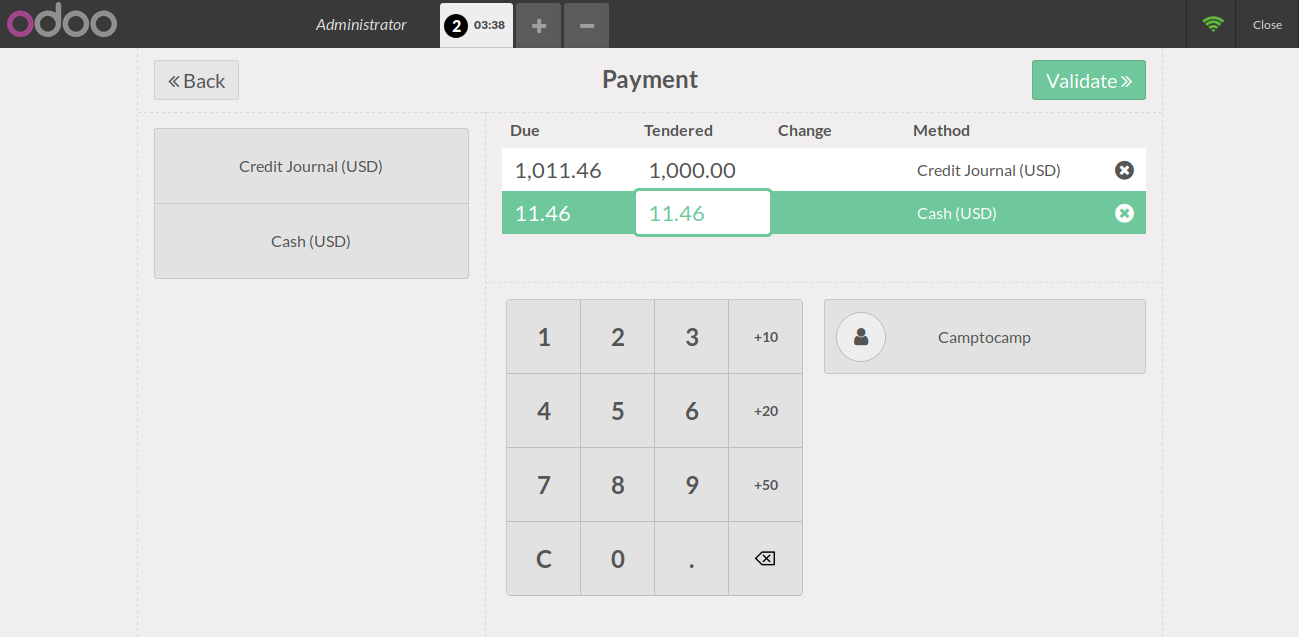 odoo
Administrator
2 03:38
+
−
Close
Back
Payment
Validate
Credit Journal (USD)
Cash (USD)
Due Tendered Change Method
1,011.46 1,000.00 Credit Journal (USD)
11.46 11.46 Cash (USD)
1 2 3 +10
4 5 6 +20
7 8 9 +50
C 0 .
Camptocamp